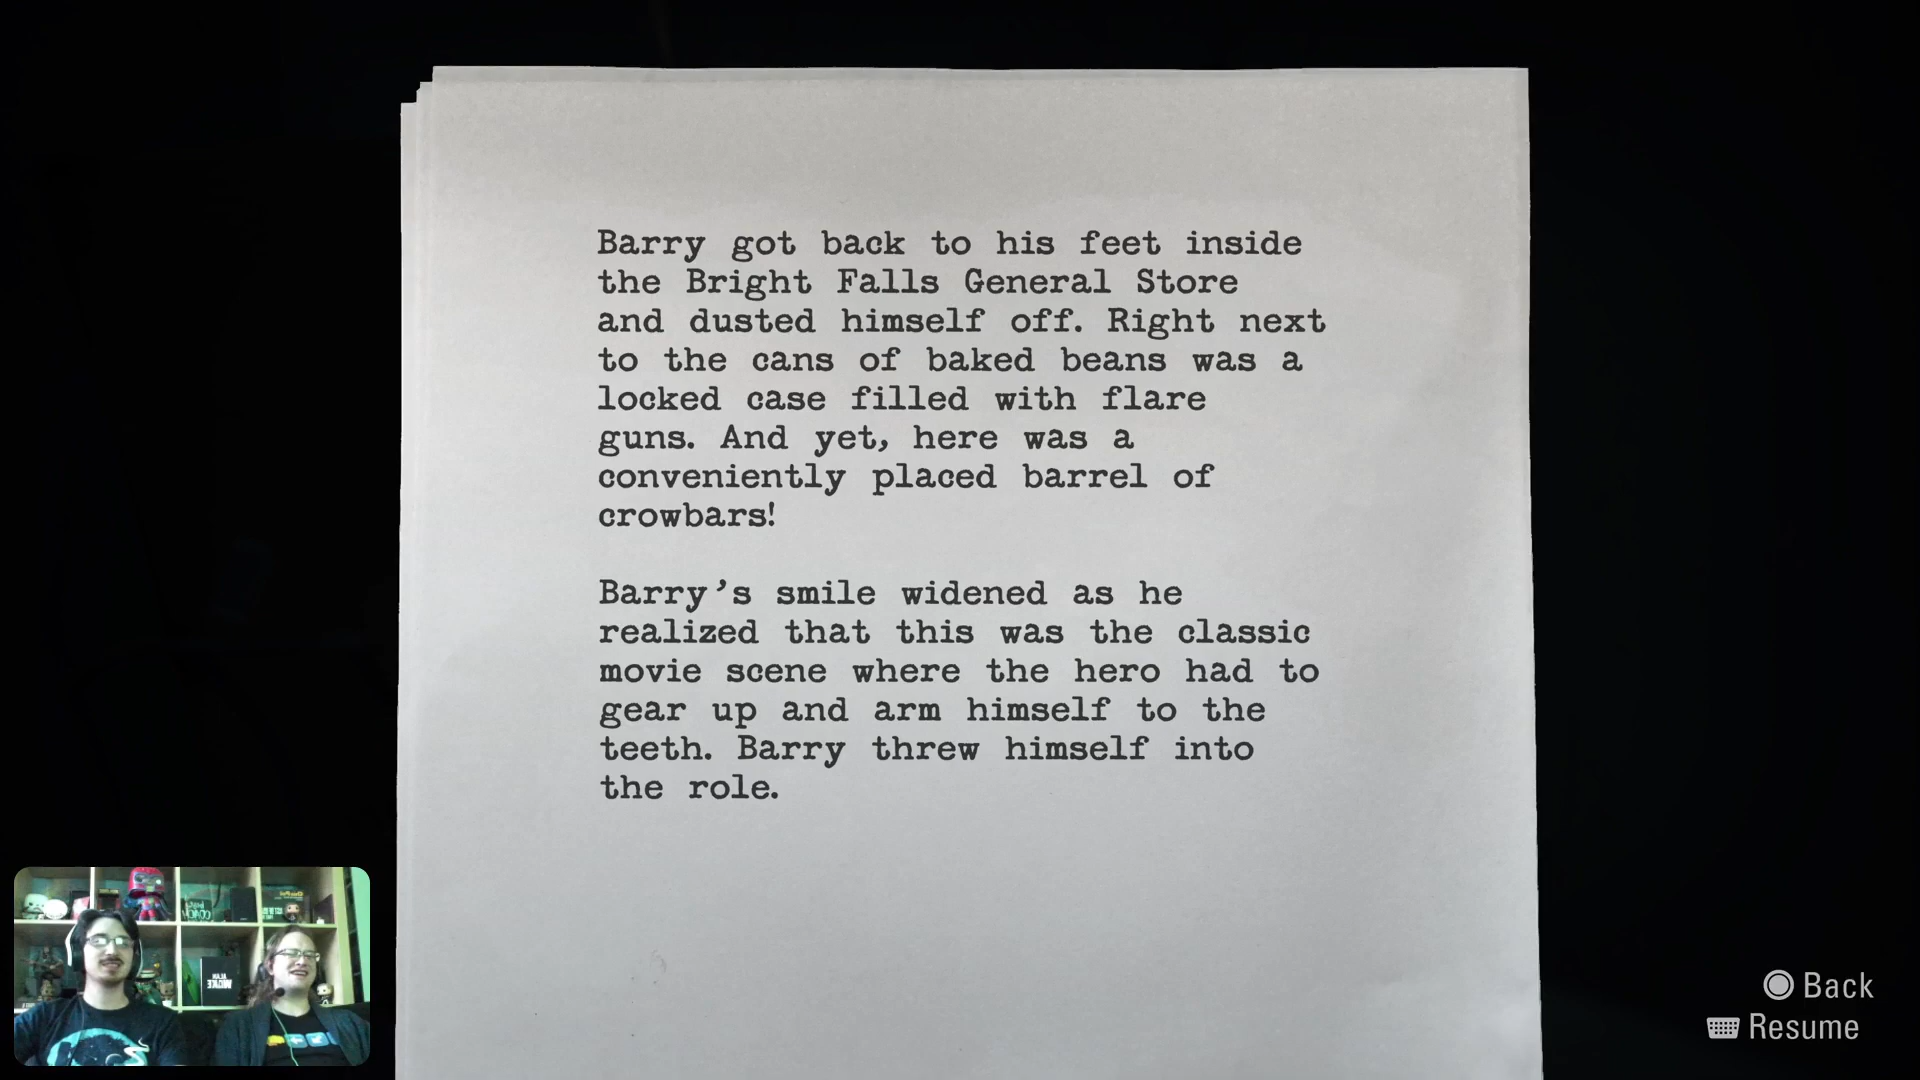 Barry got back to his feet inside
the Bright Falls General Store
and dusted himself off. Right next
to the cans of baked beans was a
locked case filled with flare
guns. And yet, here was a
conveniently placed barrel of
crowbars!
Barry's smile widened as he
realized that this was the classic
movie scene where the hero had to
gear up and arm himself to the
teeth. Barry threw himself into
the role.
ALAN
WAKE
Back
Resume